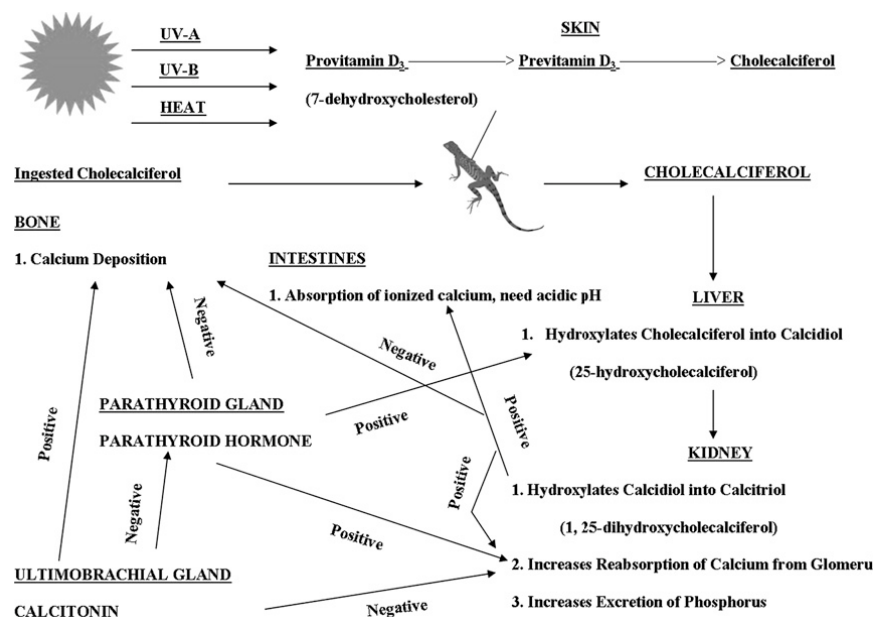 SKIN
UV-A
UV-B
HEAT
Provitamin D3
Previtamin D3
Cholecalciferol
(7-dehydroxycholesterol)
Ingested Cholecalciferol
CHOLECALCIFEROL
BONE
1. Calcium Deposition
INTESTINES
1. Absorption of ionized calcium, need acidic pH
LIVER
1. Hydroxylates Cholecalciferol into Calcidiol
(25-hydroxycholecalciferol)
Negative
Negative
Positive
PARATHYROID GLAND
PARATHYROID HORMONE
Positive
Positive
Positive
Negative
Positive
KIDNEY
1. Hydroxylates Calcidiol into Calcitriol
(1, 25-dihydroxycholecalciferol)
2. Increases Reabsorption of Calcium from Glomeru
3. Increases Excretion of Phosphorus
ULTIMOBRACHIAL GLAND
CALCITONIN
Negative